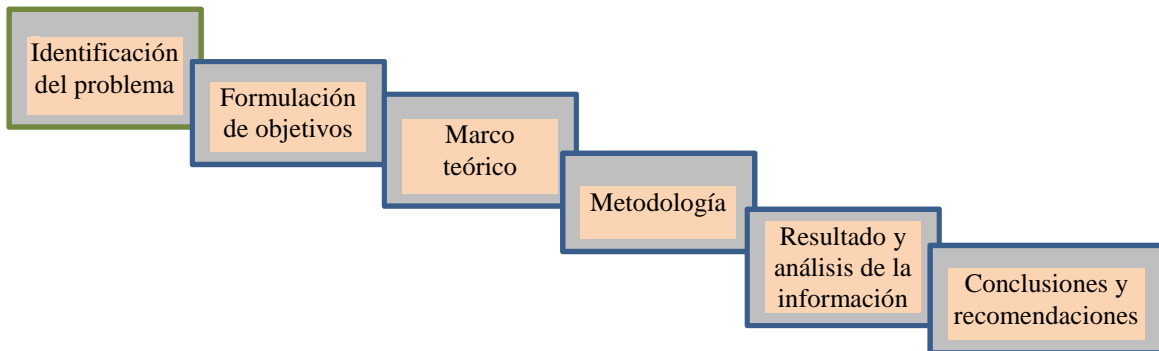 Identificación
del problema
Formulación
de objetivos
Marco
teórico
Metodología
Resultado y
análisis de la
información
Conclusiones y
recomendaciones